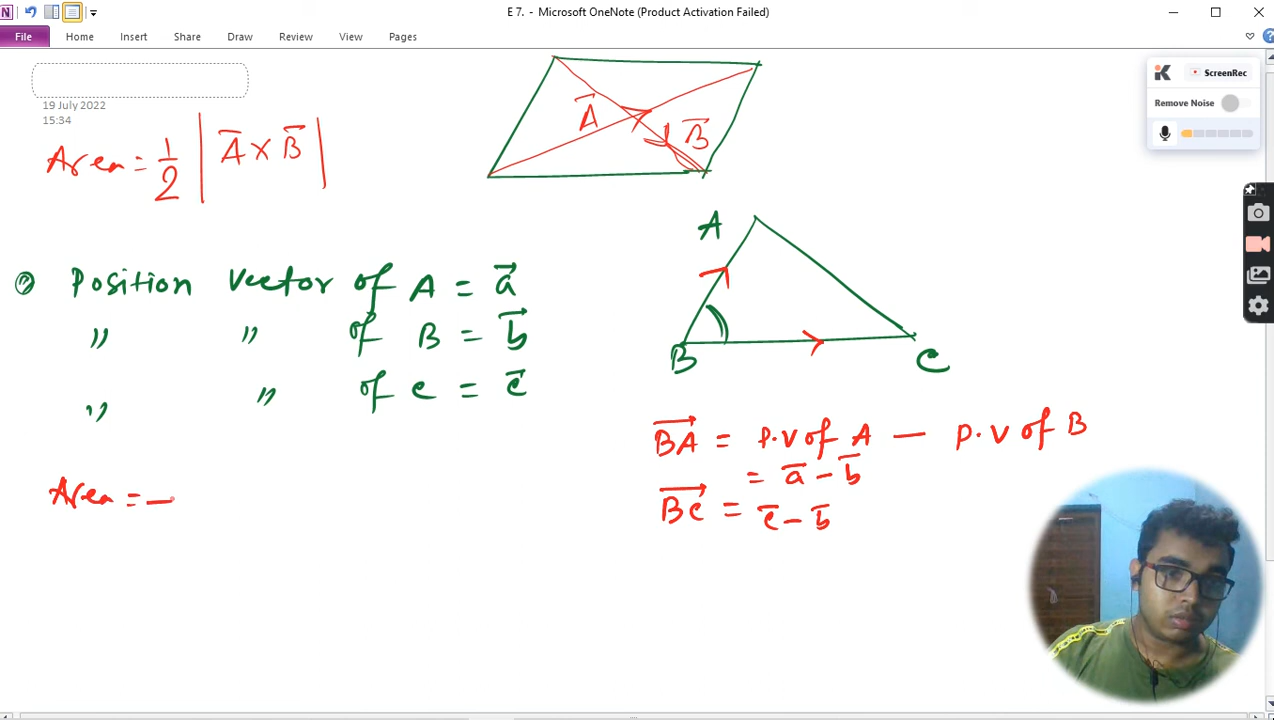 E 7. - Microsoft OneNote (Product Activation Failed)
File Home Insert Share Draw Review View Pages
ScreenRec
Remove Noise
19 July 2022
15:34
Area = 1/2 | A⃗ × B⃗ |
A⃗
B⃗
A
B
C
Position Vector of A = a⃗
" " of B = b⃗
" " of c = c⃗
BA⃗ = P.V of A — P.V of B
= a⃗ - b⃗
BC⃗ = c⃗ - b⃗
Area = —